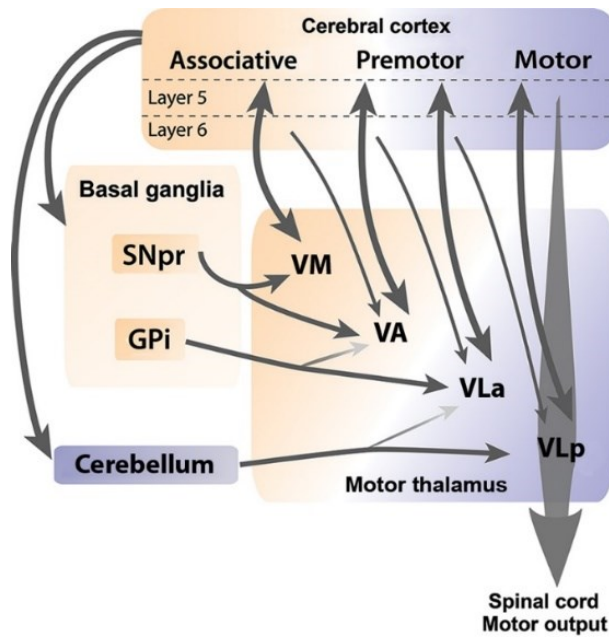 Cerebral cortex
Associative Premotor Motor
Layer 5
Layer 6
Basal ganglia
SNpr
VM
GPi
VA
VLa
VLp
Cerebellum
Motor thalamus
Spinal cord
Motor output